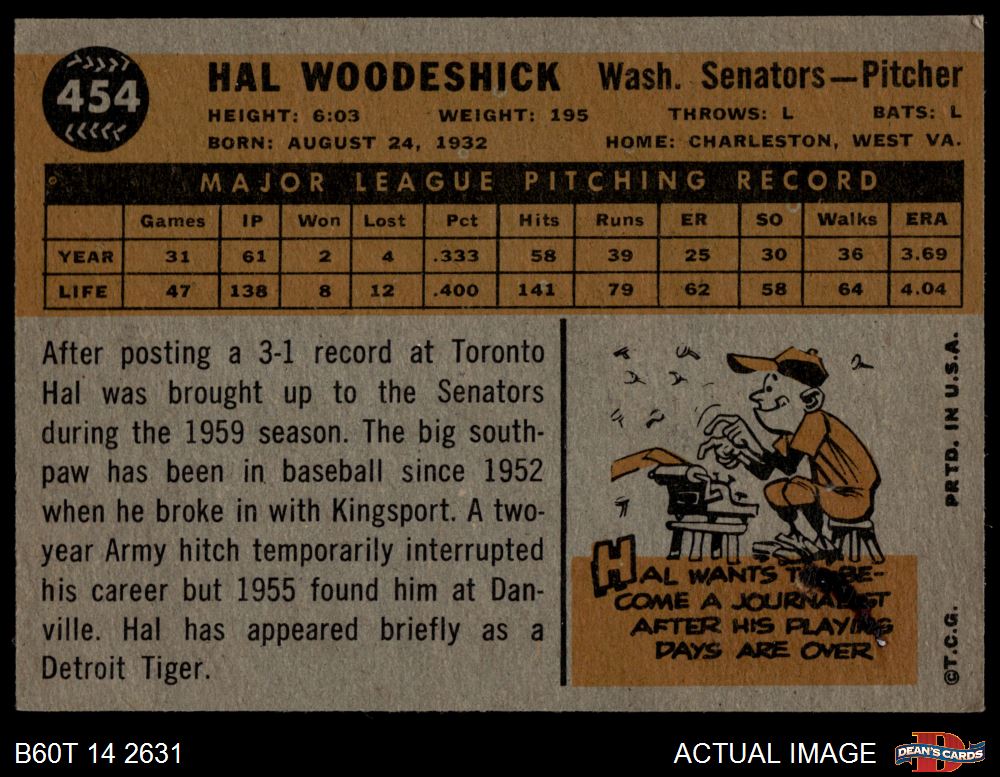 454
HAL WOODESHICK Wash. Senators—Pitcher
HEIGHT: 6:03 WEIGHT: 195 THROWS: L BATS: L
BORN: AUGUST 24, 1932 HOME: CHARLESTON, WEST VA.
MAJOR LEAGUE PITCHING RECORD
Games IP Won Lost Pct Hits Runs ER SO Walks ERA
YEAR 31 61 2 4 .333 58 39 25 30 36 3.69
LIFE 47 138 8 12 .400 141 79 62 58 64 4.04
After posting a 3-1 record at Toronto
Hal was brought up to the Senators
during the 1959 season. The big south-
paw has been in baseball since 1952
when he broke in with Kingsport. A two-
year Army hitch temporarily interrupted
his career but 1955 found him at Dan-
ville. Hal has appeared briefly as a
Detroit Tiger.
HAL WANTS TO BE-
COME A JOURNALIST
AFTER HIS PLAYING
DAYS ARE OVER
©T.C.G. PRTD. IN U.S.A.
B60T 14 2631
ACTUAL IMAGE
D
DEAN'S CARDS